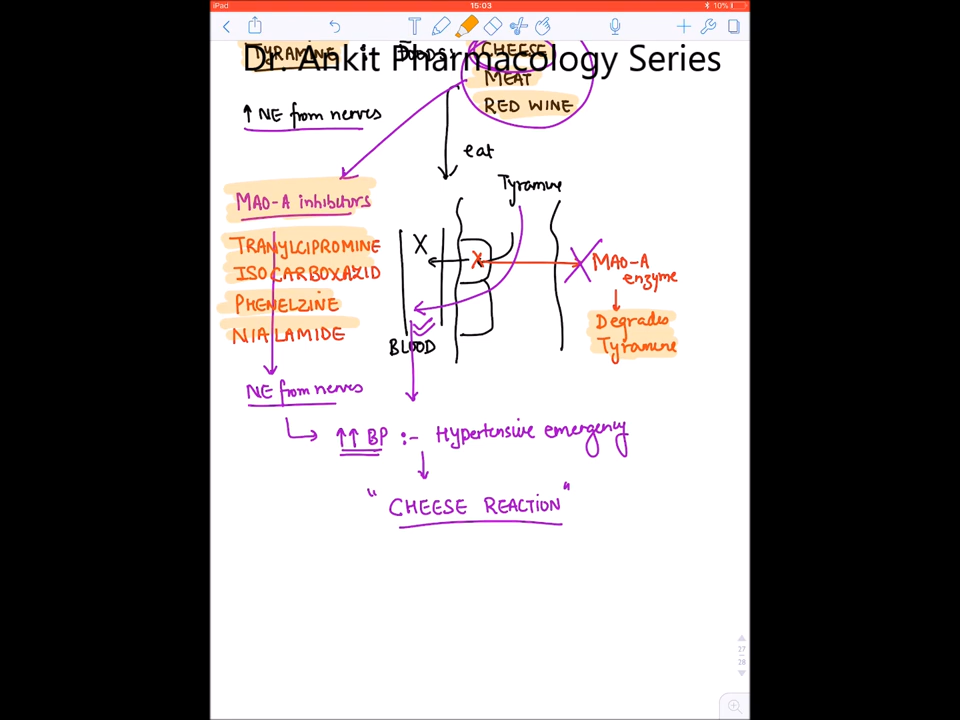 iPad
15:03
10%
TYRAMINE : FOODS: CHEESE
Dr. Ankit Pharmacology Series
MEAT
RED WINE
↑ NE from nerves
eat
Tyramine
MAO-A inhibitors
TRANYLCIPROMINE
ISOCARBOXAZID
PHENELZINE
NIALAMIDE
X
X
MAO-A
enzyme
Degrades
Tyramine
BLOOD
NE from nerves
↑↑ BP :- Hypertensive emergency
" CHEESE REACTION "
27
28